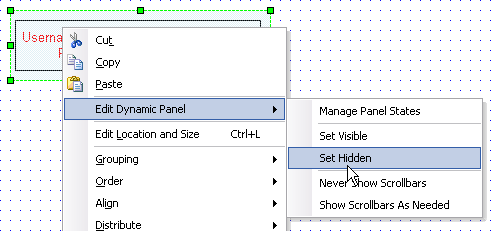 Cut
Copy
Paste
Edit Dynamic Panel
Manage Panel States
Edit Location and Size Ctrl+L
Set Visible
Grouping
Set Hidden
Order
Never Show Scrollbars
Align
Show Scrollbars As Needed
Distribute